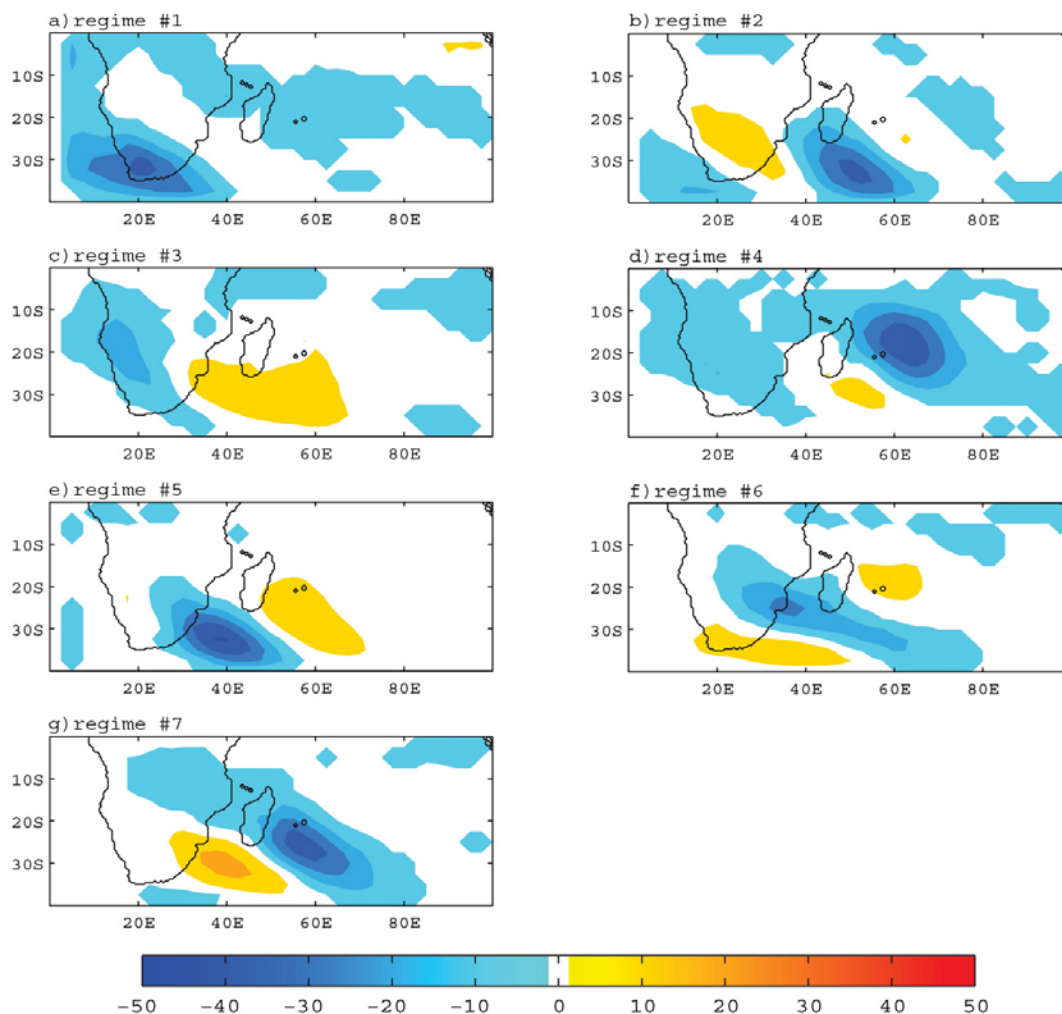 a)regime #1
b)regime #2
10S
20S
30S
20E 40E 60E 80E
10S
20S
30S
20E 40E 60E 80E
c)regime #3
d)regime #4
10S
20S
30S
20E 40E 60E 80E
10S
20S
30S
20E 40E 60E 80E
e)regime #5
f)regime #6
10S
20S
30S
20E 40E 60E 80E
10S
20S
30S
20E 40E 60E 80E
g)regime #7
10S
20S
30S
20E 40E 60E 80E
-50 -40 -30 -20 -10 0 10 20 30 40 50